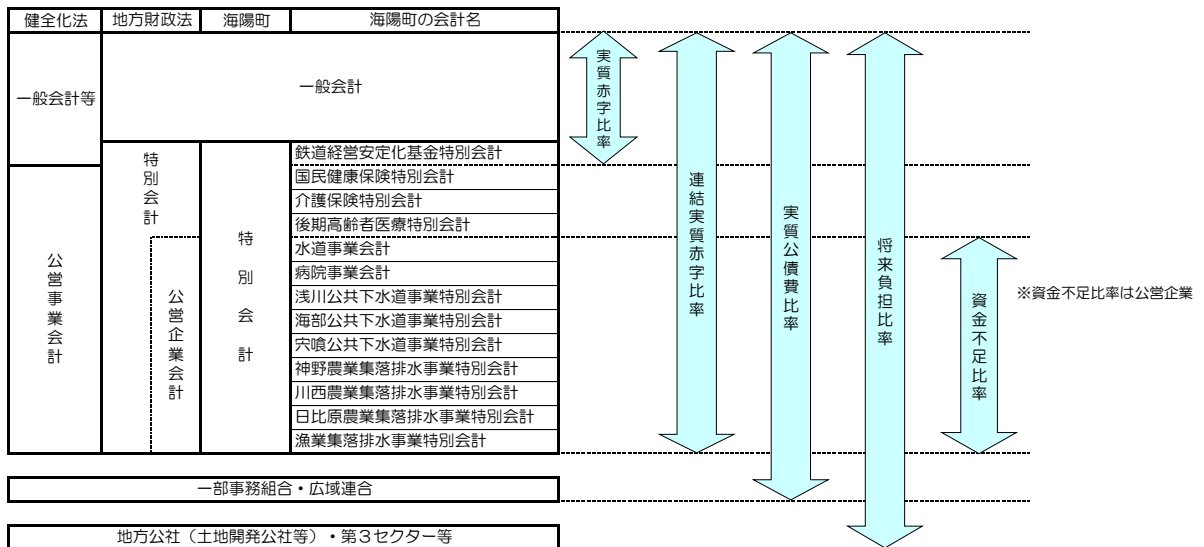 健全化法 地方財政法 海陽町 海陽町の会計名
一般会計等
一般会計
特別会計
特別会計
鉄道経営安定化基金特別会計
国民健康保険特別会計
介護保険特別会計
後期高齢者医療特別会計
公営事業会計
公営企業会計
水道事業会計
病院事業会計
浅川公共下水道事業特別会計
海部公共下水道事業特別会計
宍喰公共下水道事業特別会計
神野農業集落排水事業特別会計
川西農業集落排水事業特別会計
日比原農業集落排水事業特別会計
漁業集落排水事業特別会計
一部事務組合・広域連合
地方公社（土地開発公社等）・第３セクター等
実質赤字比率
連結実質赤字比率
実質公債費比率
将来負担比率
資金不足比率
※資金不足比率は公営企業